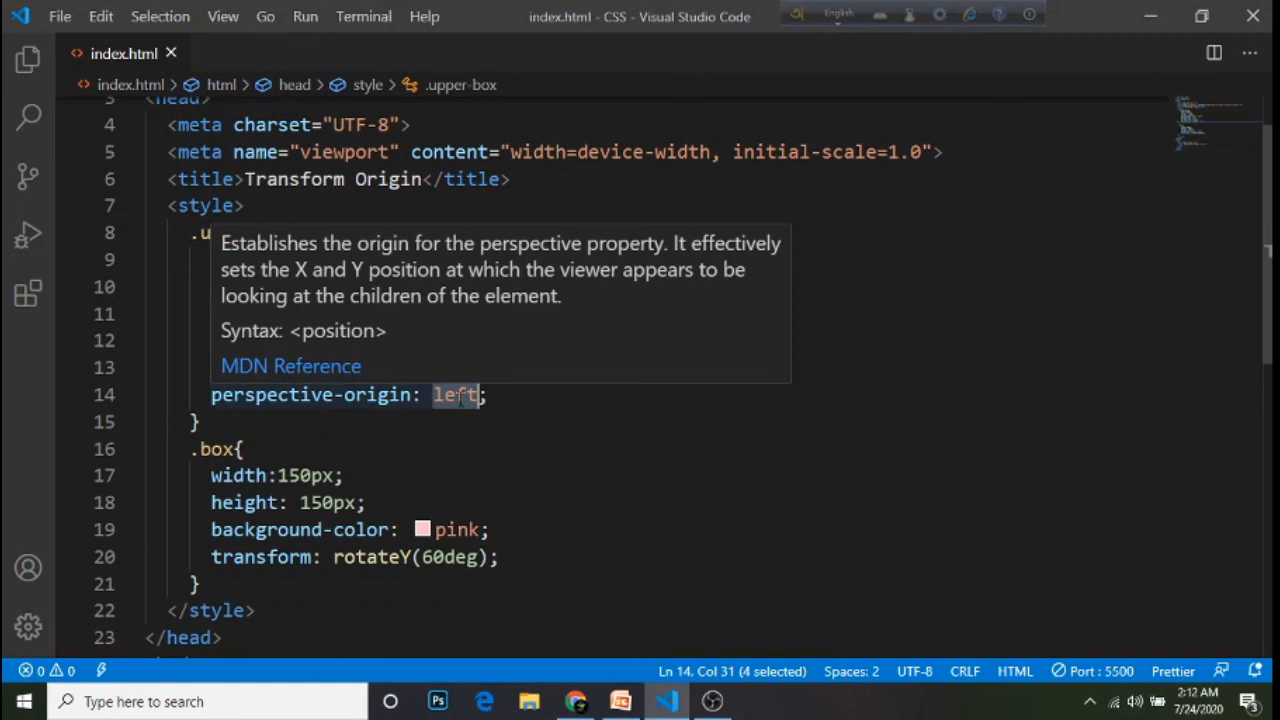 File Edit Selection View Go Run Terminal Help
index.html - CSS - Visual Studio Code
English
index.html
index.html > html > head > style > .upper-box
3 <head>
4 <meta charset="UTF-8">
5 <meta name="viewport" content="width=device-width, initial-scale=1.0">
6 <title>Transform Origin</title>
7 <style>
8 .u
Establishes the origin for the perspective property. It effectively
9
sets the X and Y position at which the viewer appears to be
10
looking at the children of the element.
11
Syntax: <position>
12
MDN Reference
13
14 perspective-origin: left;
15 }
16 .box{
17 width:150px;
18 height: 150px;
19 background-color: pink;
20 transform: rotateY(60deg);
21 }
22 </style>
23 </head>
0 0 Ln 14, Col 31 (4 selected) Spaces: 2 UTF-8 CRLF HTML Port : 5500 Prettier
Type here to search
Ps
2:12 AM
7/24/2020
3